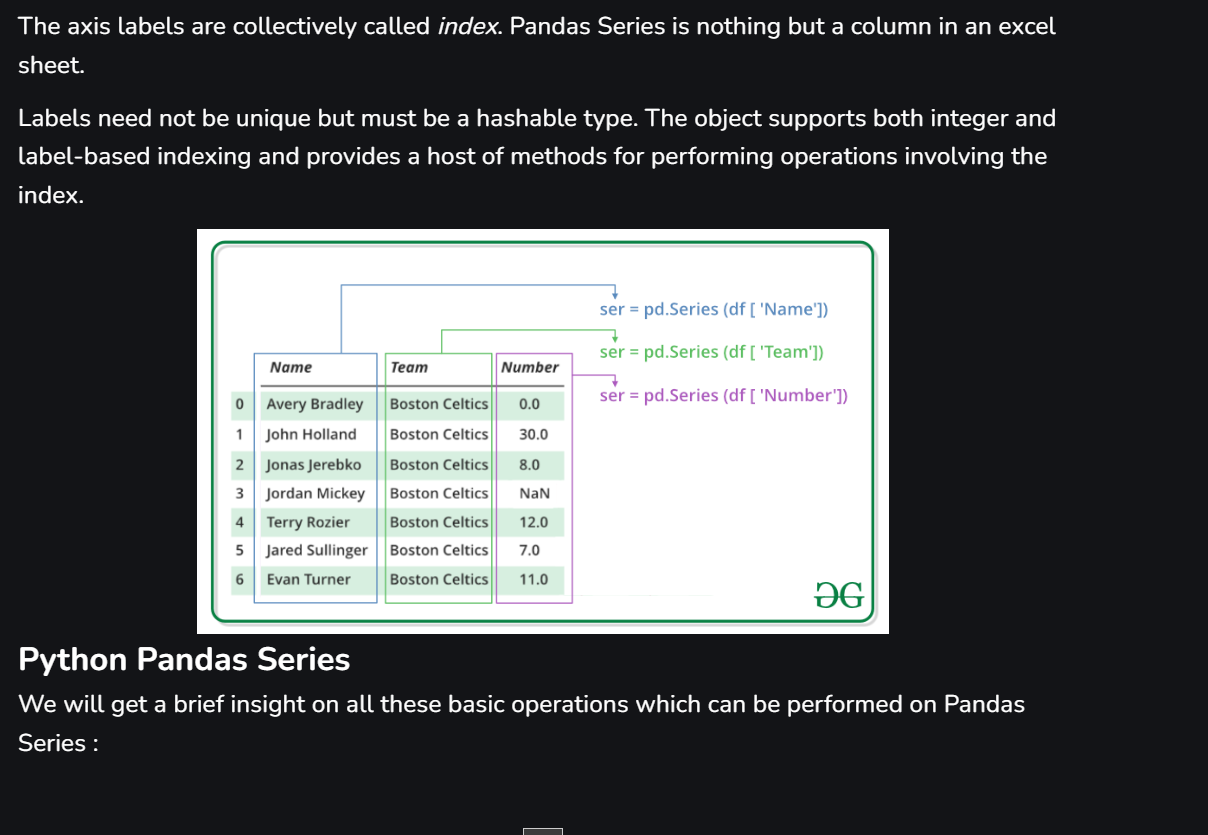 The axis labels are collectively called index. Pandas Series is nothing but a column in an excel
sheet.
Labels need not be unique but must be a hashable type. The object supports both integer and
label-based indexing and provides a host of methods for performing operations involving the
index.
ser = pd.Series (df [ 'Name'])
ser = pd.Series (df [ 'Team'])
ser = pd.Series (df [ 'Number'])
Name Team Number
0 Avery Bradley Boston Celtics 0.0
1 John Holland Boston Celtics 30.0
2 Jonas Jerebko Boston Celtics 8.0
3 Jordan Mickey Boston Celtics NaN
4 Terry Rozier Boston Celtics 12.0
5 Jared Sullinger Boston Celtics 7.0
6 Evan Turner Boston Celtics 11.0
Python Pandas Series
We will get a brief insight on all these basic operations which can be performed on Pandas
Series :